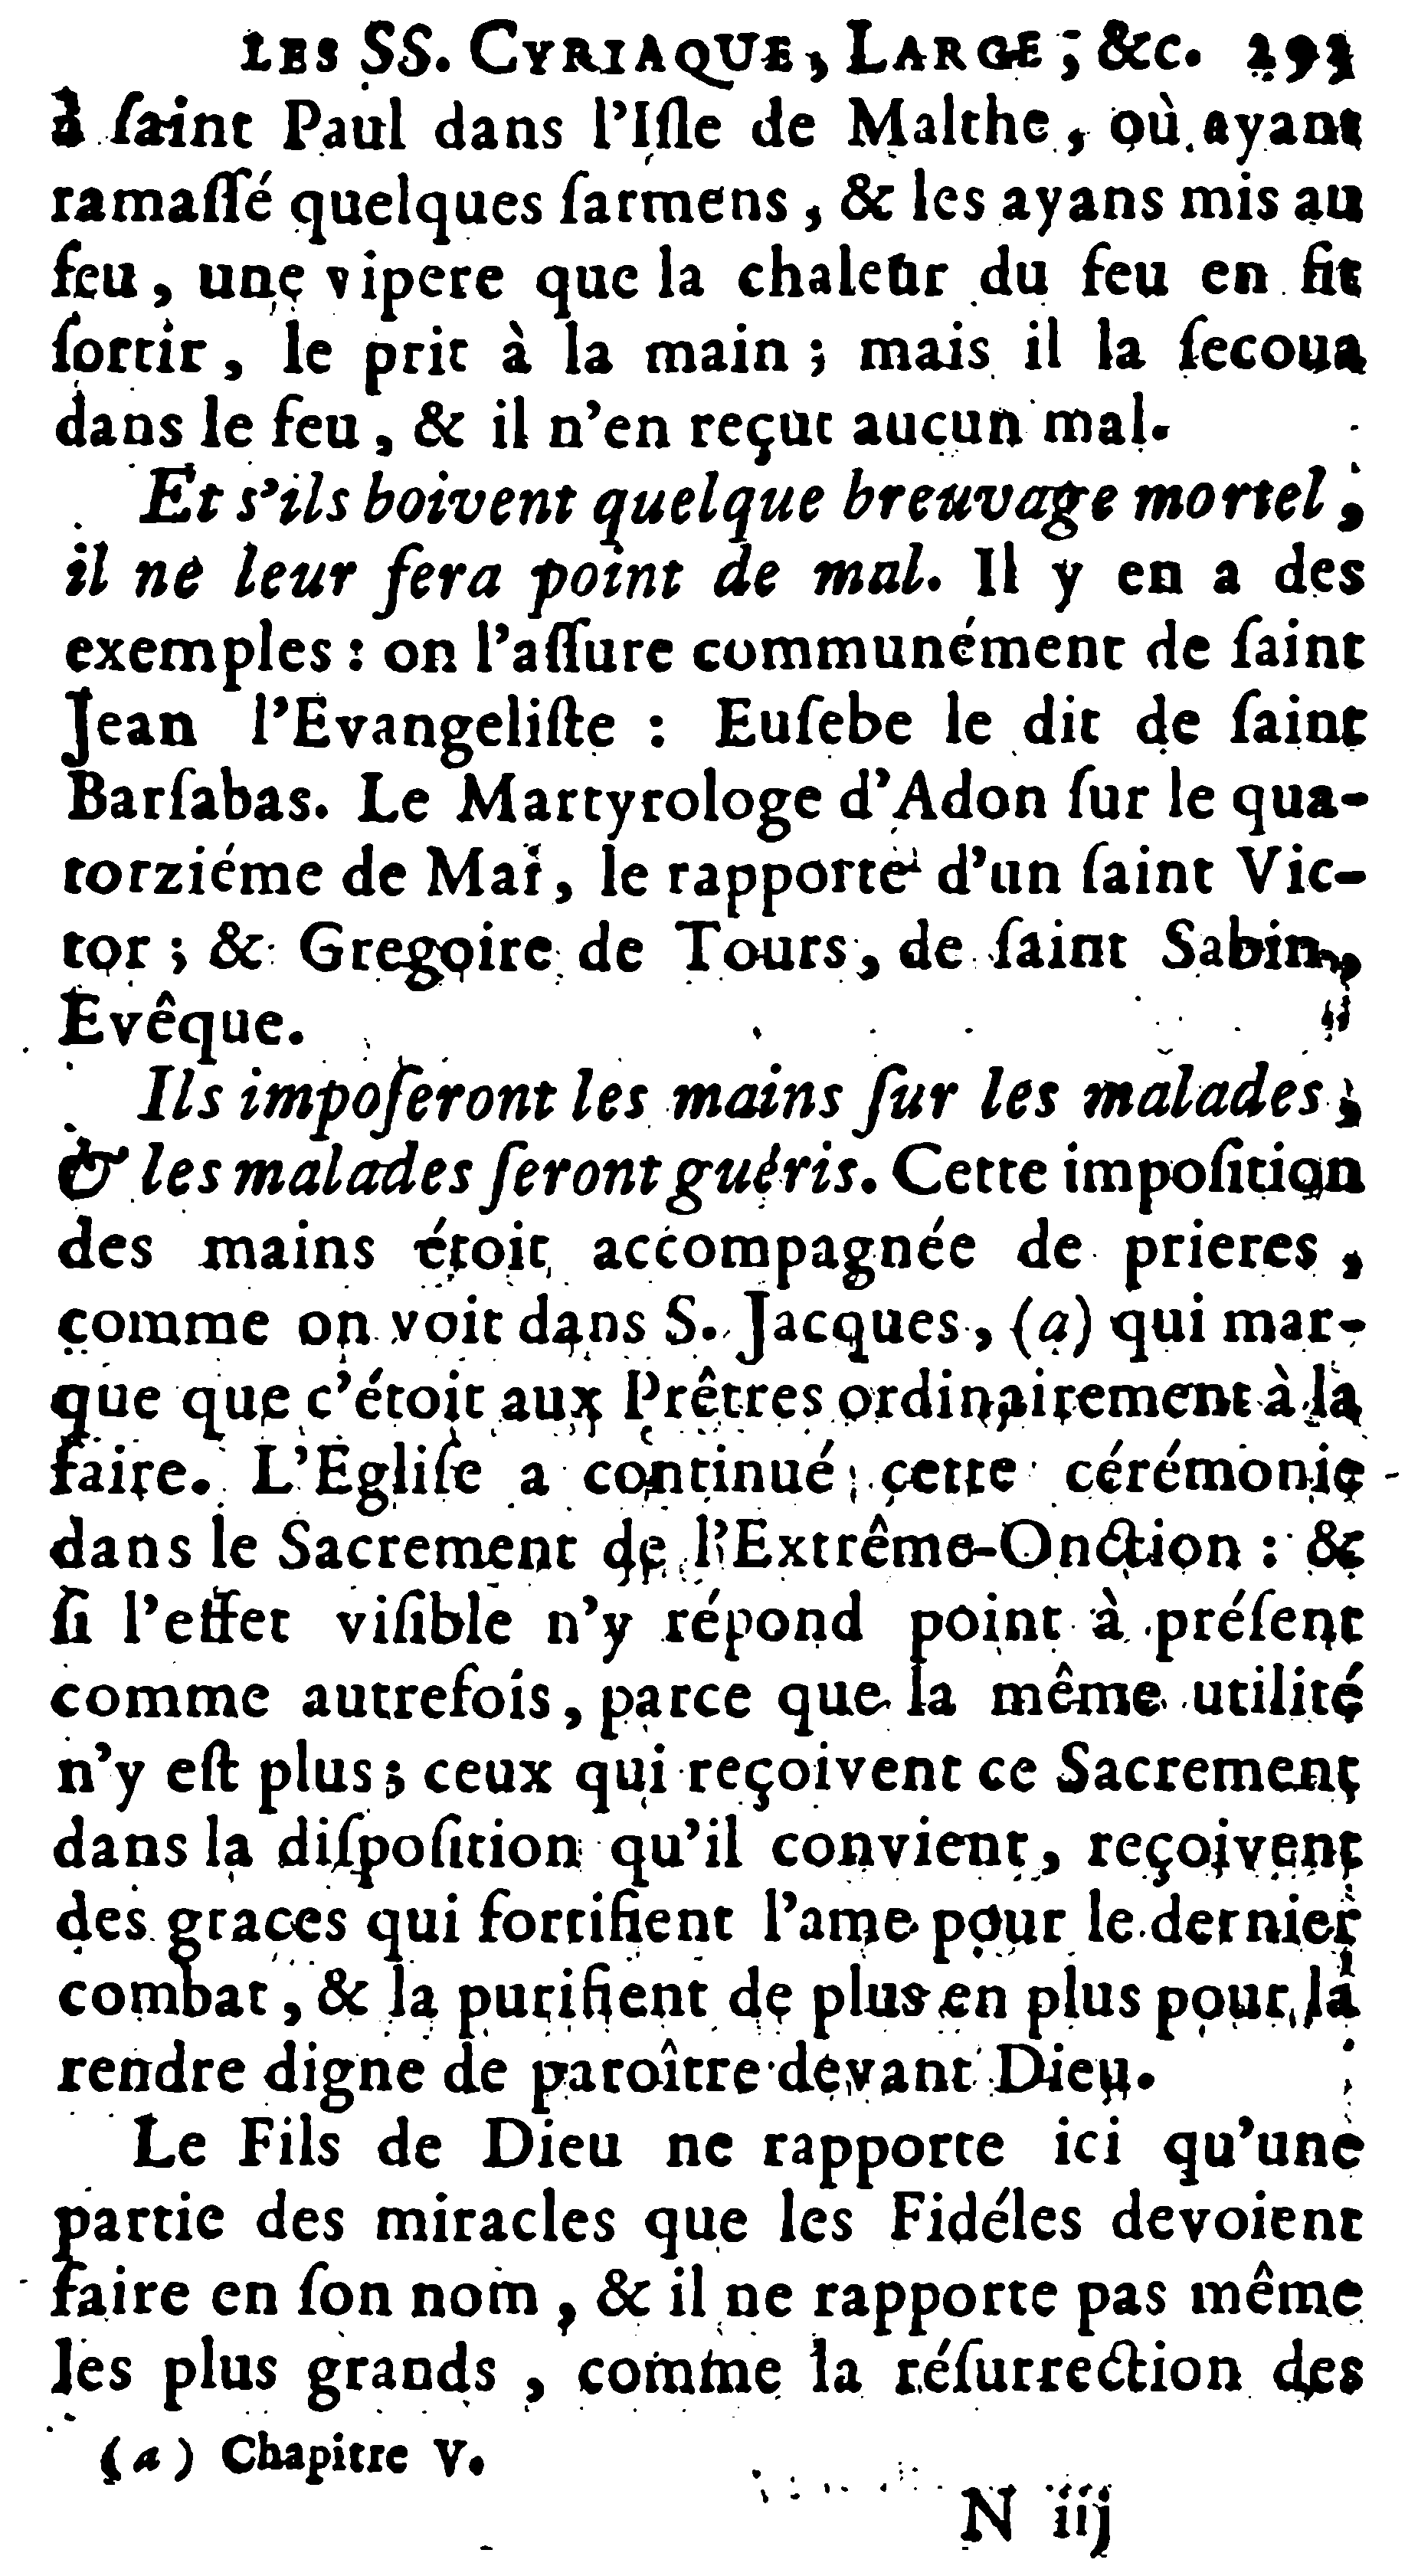 LES SS. CYRIAQUE, LARGE, &c. 293
à ſaint Paul dans l'Iſle de Malthe, où ayant
ramaſſé quelques ſarmens, & les ayans mis au
feu, une vipere que la chaleur du feu en fit
ſortir, le prit à la main ; mais il la ſecoua
dans le feu, & il n'en reçut aucun mal.
Et s'ils boivent quelque breuvage mortel,
il ne leur fera point de mal. Il y en a des
exemples : on l'aſſure communément de ſaint
Jean l'Evangeliſte : Euſebe le dit de ſaint
Barſabas. Le Martyrologe d'Adon ſur le qua-
torziéme de Mai, le rapporte d'un ſaint Vic-
tor ; & Gregoire de Tours, de ſaint Sabin,
Evêque.
Ils impoſeront les mains ſur les malades,
& les malades ſeront guéris. Cette impoſition
des mains étoit accompagnée de prieres,
comme on voit dans S. Jacques, (a) qui mar-
que que c'étoit aux Prêtres ordinairement à la
faire. L'Egliſe a continué cette cérémonie
dans le Sacrement de l'Extrême-Onction : &
ſi l'effet viſible n'y répond point à préſent
comme autrefois, parce que la même utilité
n'y eſt plus ; ceux qui reçoivent ce Sacrement
dans la diſpoſition qu'il convient, reçoivent
des graces qui fortifient l'ame pour le dernier
combat, & la purifient de plus en plus pour la
rendre digne de paroître devant Dieu.
Le Fils de Dieu ne rapporte ici qu'une
partie des miracles que les Fidéles devoient
faire en ſon nom, & il ne rapporte pas même
les plus grands, comme la réſurrection des
(a) Chapitre V.
N iij